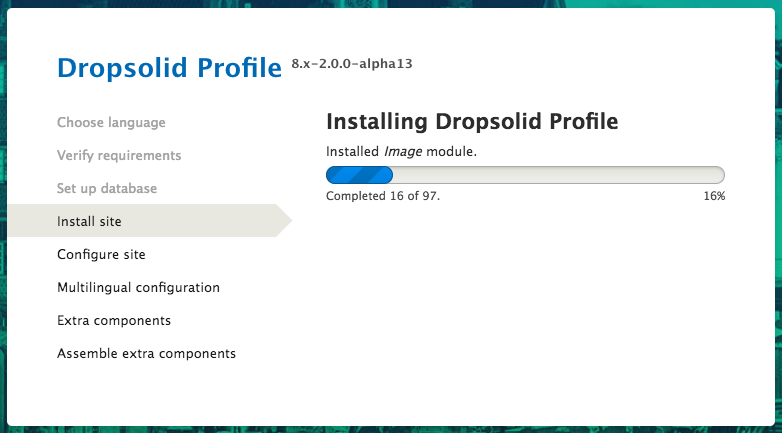 Dropsolid Profile 8.x-2.0.0-alpha13
Choose language
Verify requirements
Set up database
Install site
Configure site
Multilingual configuration
Extra components
Assemble extra components
Installing Dropsolid Profile
Installed Image module.
Completed 16 of 97. 16%